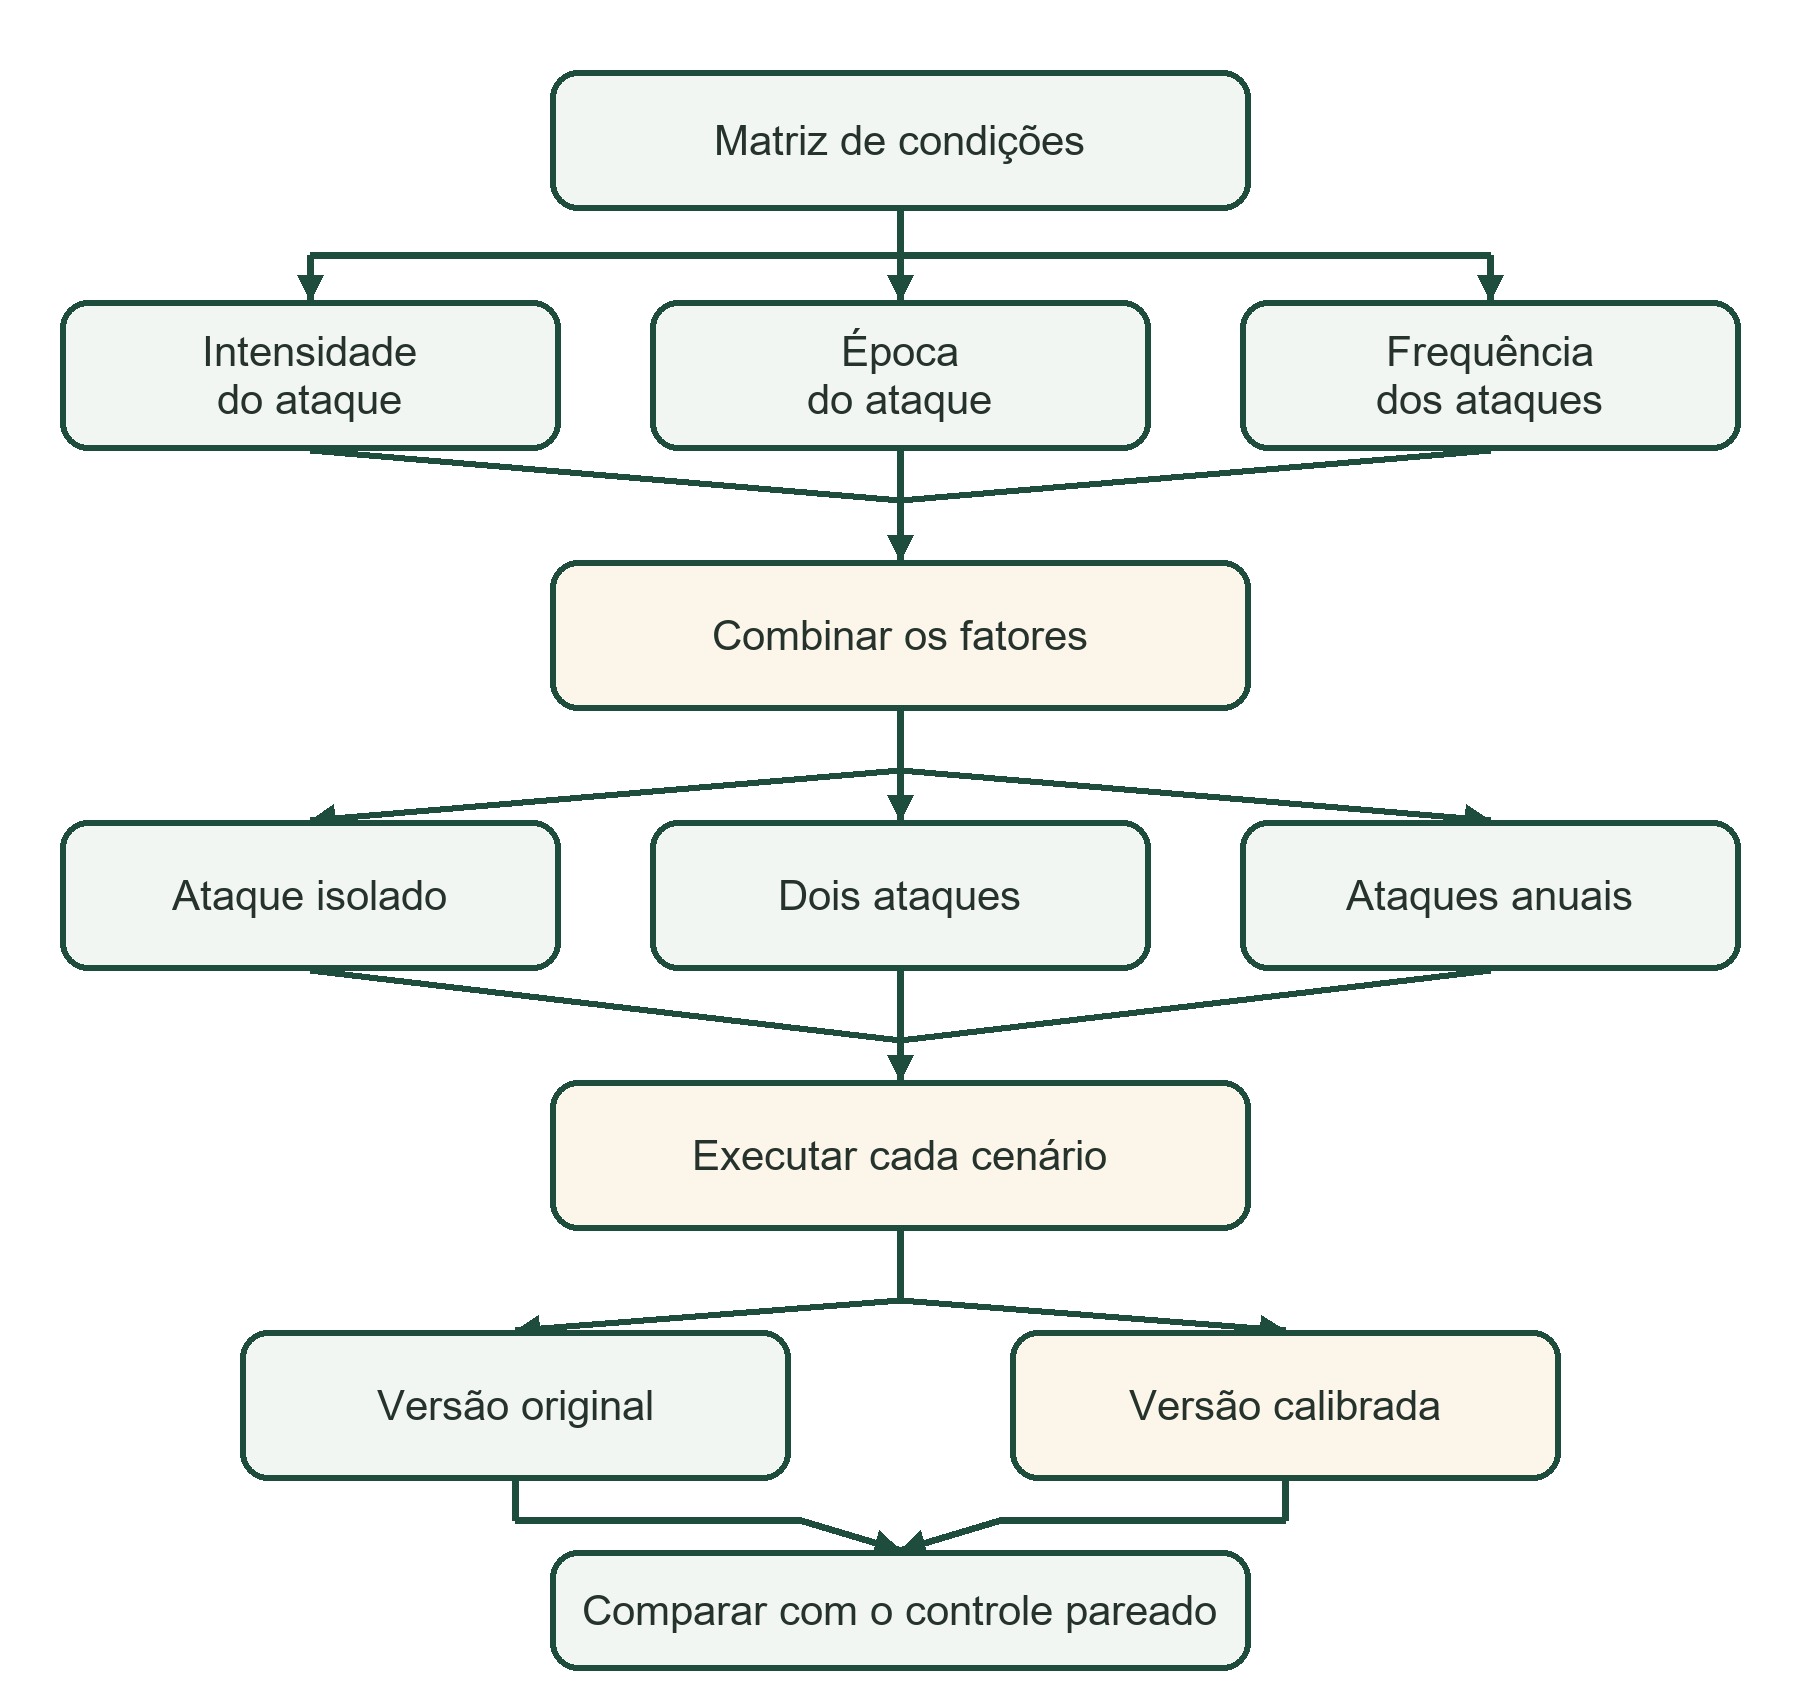 Matriz de condições
Intensidade
do ataque
Época
do ataque
Frequência
dos ataques
Combinar os fatores
Ataque isolado
Dois ataques
Ataques anuais
Executar cada cenário
Versão original
Versão calibrada
Comparar com o controle pareado